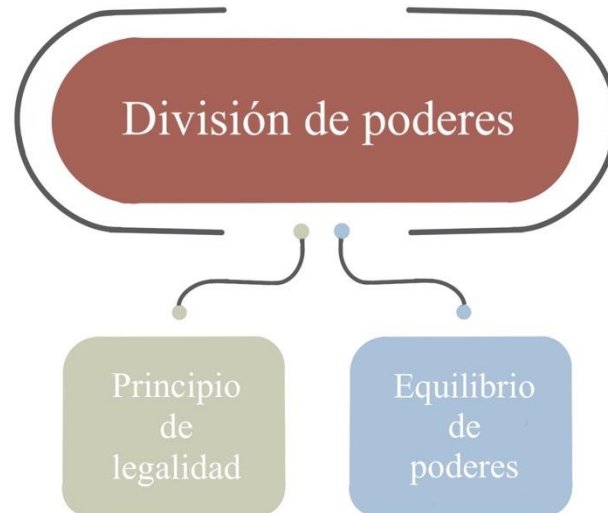 División de poderes
Principio
de
legalidad
Equilibrio
de
poderes